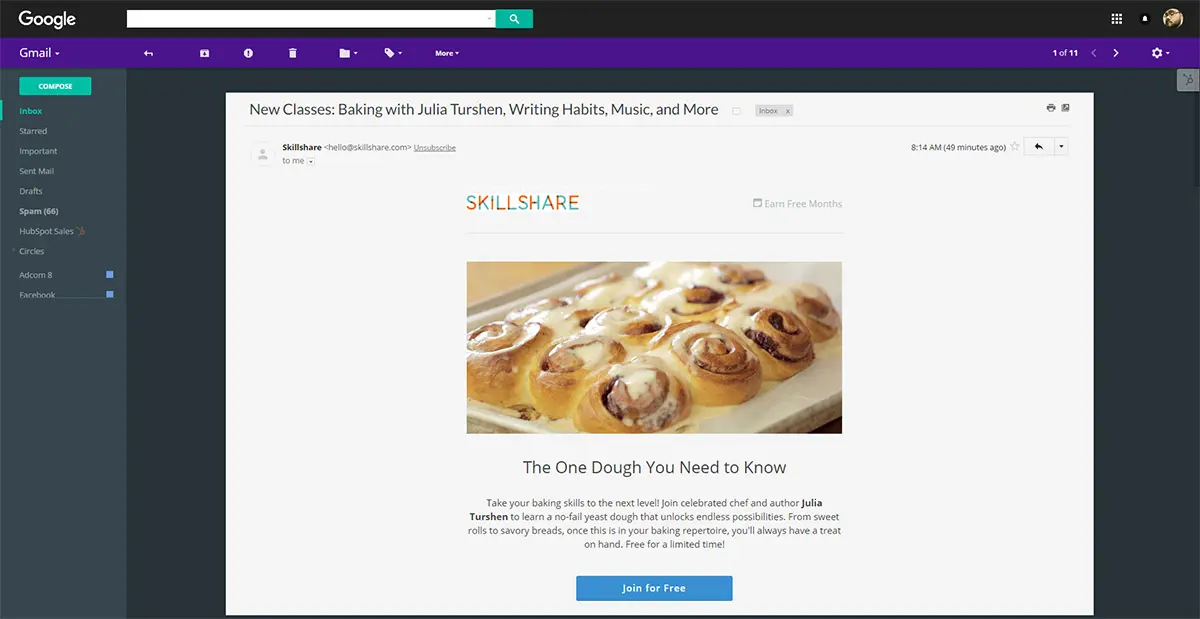 Google
Gmail
More
1 of 11
COMPOSE
Inbox
Starred
Important
Sent Mail
Drafts
Spam (66)
HubSpot Sales
Circles
Adcom 8
Facebook
New Classes: Baking with Julia Turshen, Writing Habits, Music, and More
Inbox x
Skillshare <hello@skillshare.com> Unsubscribe
8:14 AM (49 minutes ago)
to me
SKILLSHARE
Earn Free Months
The One Dough You Need to Know
Take your baking skills to the next level! Join celebrated chef and author Julia
Turshen to learn a no-fail yeast dough that unlocks endless possibilities. From sweet
rolls to savory breads, once this is in your baking repertoire, you'll always have a treat
on hand. Free for a limited time!
Join for Free